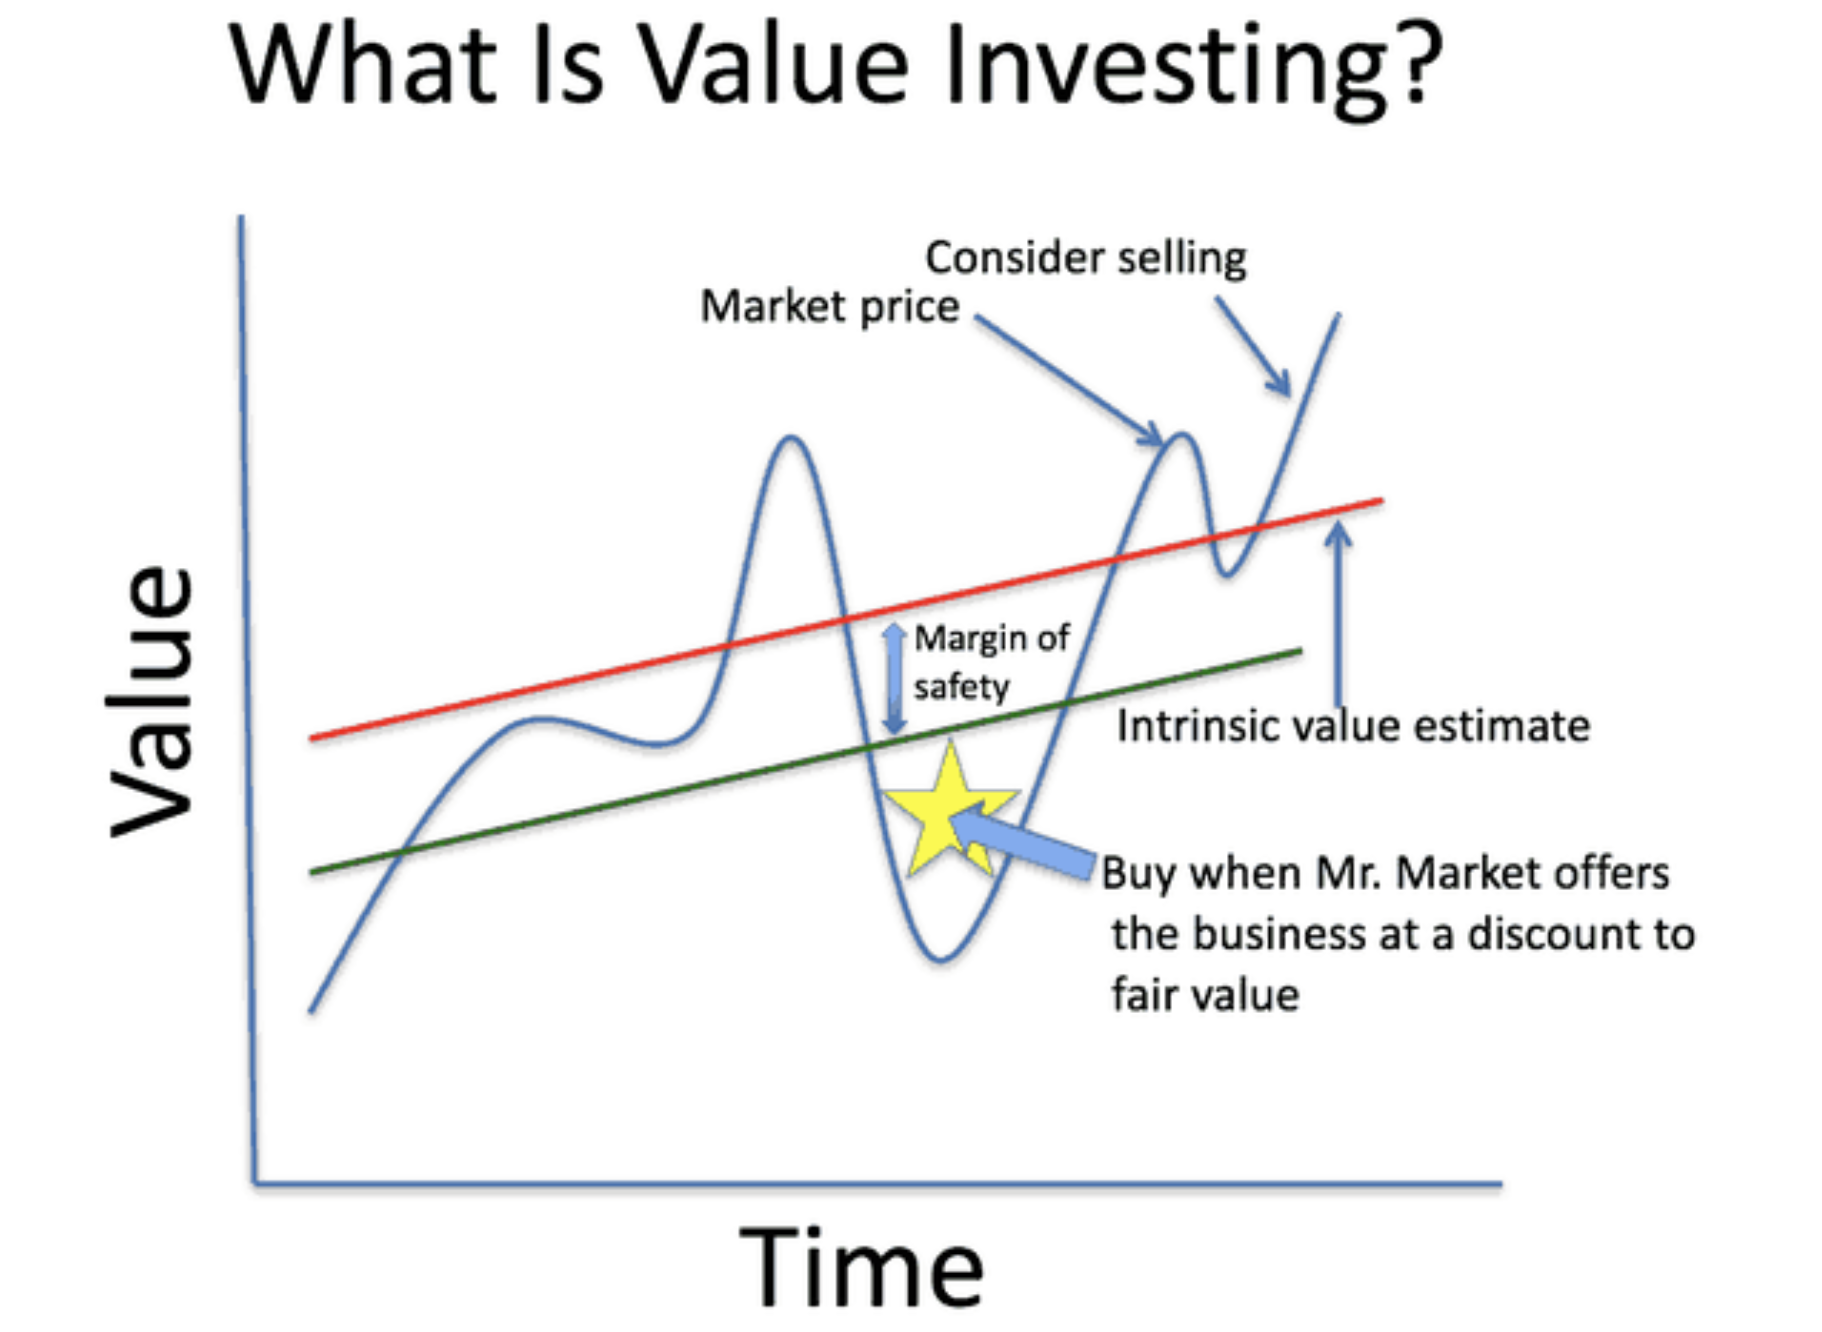 What Is Value Investing?
Consider selling
Market price
Margin of
safety
Intrinsic value estimate
Buy when Mr. Market offers
the business at a discount to
fair value
Value
Time